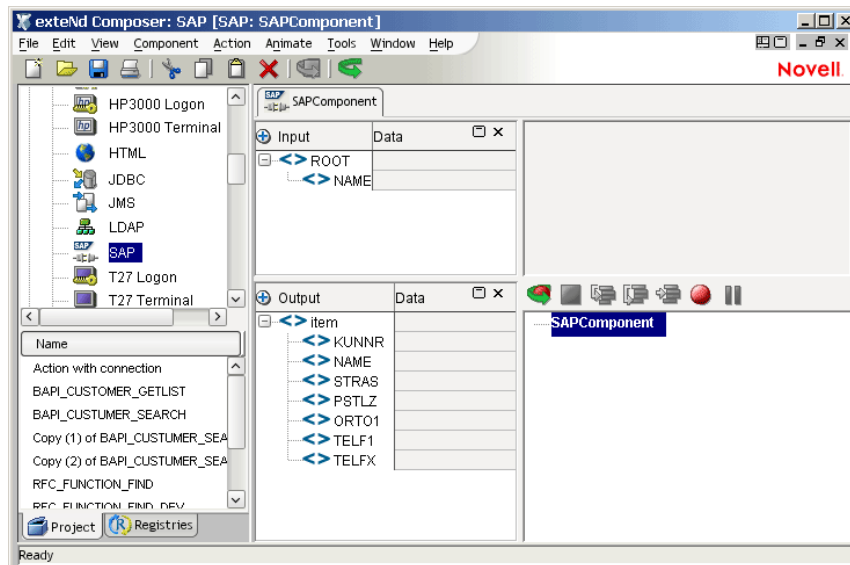 exteNd Composer: SAP [SAP: SAPComponent]
File Edit View Component Action Animate Tools Window Help
Novell.
HP3000 Logon
HP3000 Terminal
HTML
JDBC
JMS
LDAP
SAP
T27 Logon
T27 Terminal
Name
Action with connection
BAPI_CUSTOMER_GETLIST
BAPI_CUSTUMER_SEARCH
Copy (1) of BAPI_CUSTUMER_SEA
Copy (2) of BAPI_CUSTUMER_SEA
RFC_FUNCTION_FIND
RFC_FUNCTION_FIND_DEV
Project Registries
SAPComponent
Input Data
ROOT
NAME
Output Data
item
KUNNR
NAME
STRAS
PSTLZ
ORTO1
TELF1
TELFX
SAPComponent
Ready